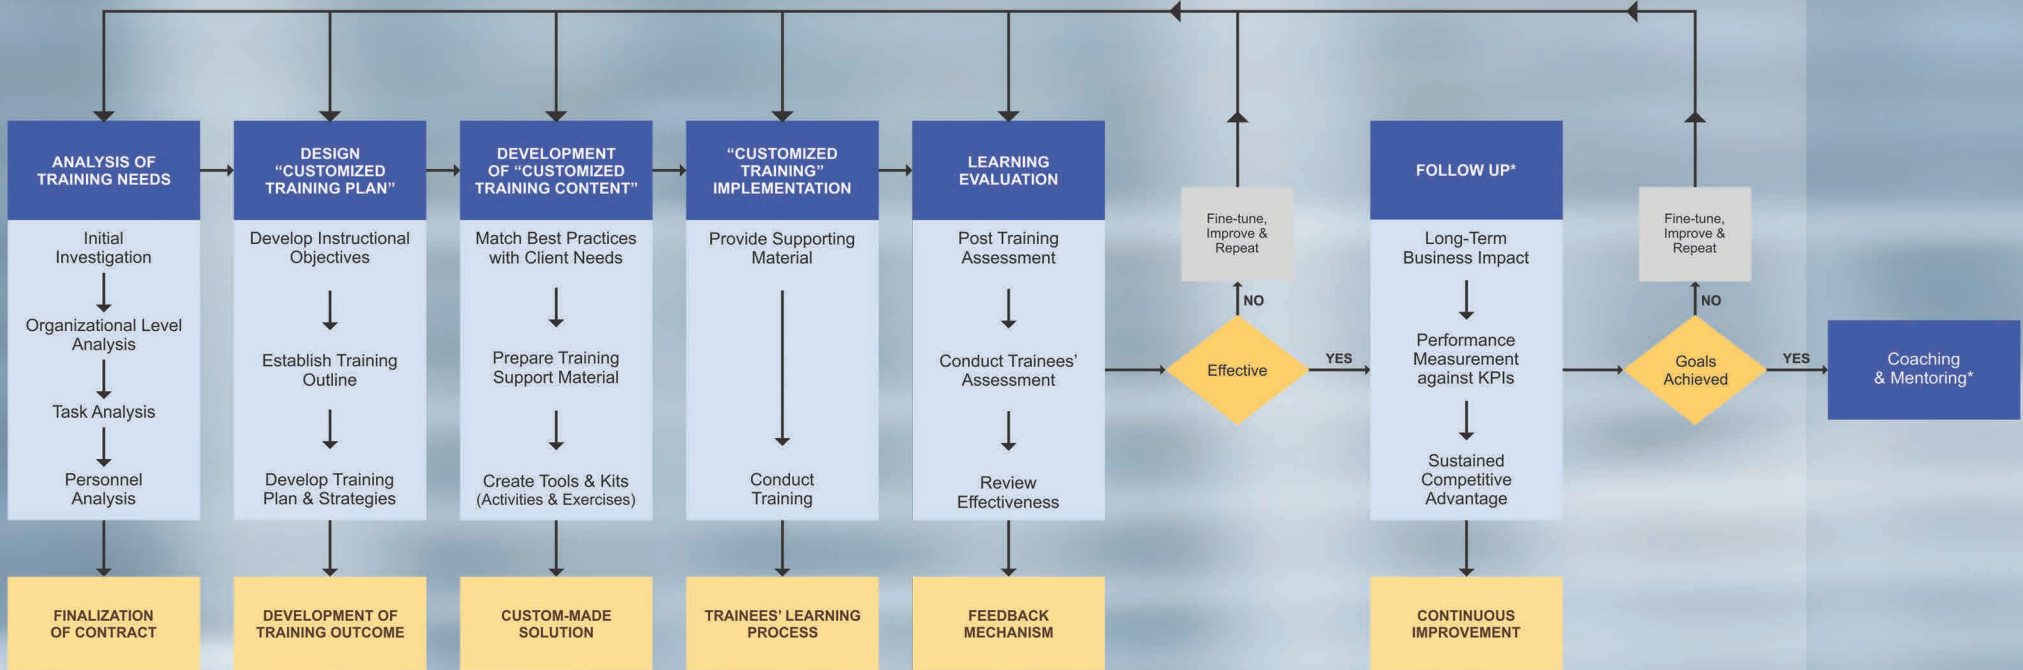 ANALYSIS OF
TRAINING NEEDS
Initial
Investigation
Organizational Level
Analysis
Task Analysis
Personnel
Analysis
FINALIZATION
OF CONTRACT
DESIGN
“CUSTOMIZED
TRAINING PLAN”
Develop Instructional
Objectives
Establish Training
Outline
Develop Training
Plan & Strategies
DEVELOPMENT OF
TRAINING OUTCOME
DEVELOPMENT
OF “CUSTOMIZED
TRAINING CONTENT”
Match Best Practices
with Client Needs
Prepare Training
Support Material
Create Tools & Kits
(Activities & Exercises)
CUSTOM-MADE
SOLUTION
“CUSTOMIZED
TRAINING”
IMPLEMENTATION
Provide Supporting
Material
Conduct
Training
TRAINEES’ LEARNING
PROCESS
LEARNING
EVALUATION
Post Training
Assessment
Conduct Trainees’
Assessment
Review
Effectiveness
FEEDBACK
MECHANISM
Fine-tune,
Improve &
Repeat
NO
Effective
YES
FOLLOW UP*
Long-Term
Business Impact
Performance
Measurement
against KPIs
Sustained
Competitive
Advantage
CONTINUOUS
IMPROVEMENT
Fine-tune,
Improve &
Repeat
NO
Goals
Achieved
YES
Coaching
& Mentoring*